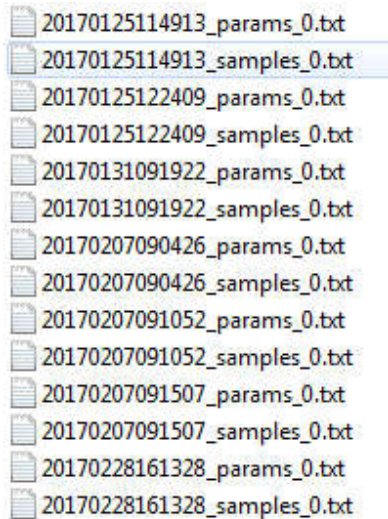 20170125114913_params_0.txt
20170125114913_samples_0.txt
20170125122409_params_0.txt
20170125122409_samples_0.txt
20170131091922_params_0.txt
20170131091922_samples_0.txt
20170207090426_params_0.txt
20170207090426_samples_0.txt
20170207091052_params_0.txt
20170207091052_samples_0.txt
20170207091507_params_0.txt
20170207091507_samples_0.txt
20170228161328_params_0.txt
20170228161328_samples_0.txt